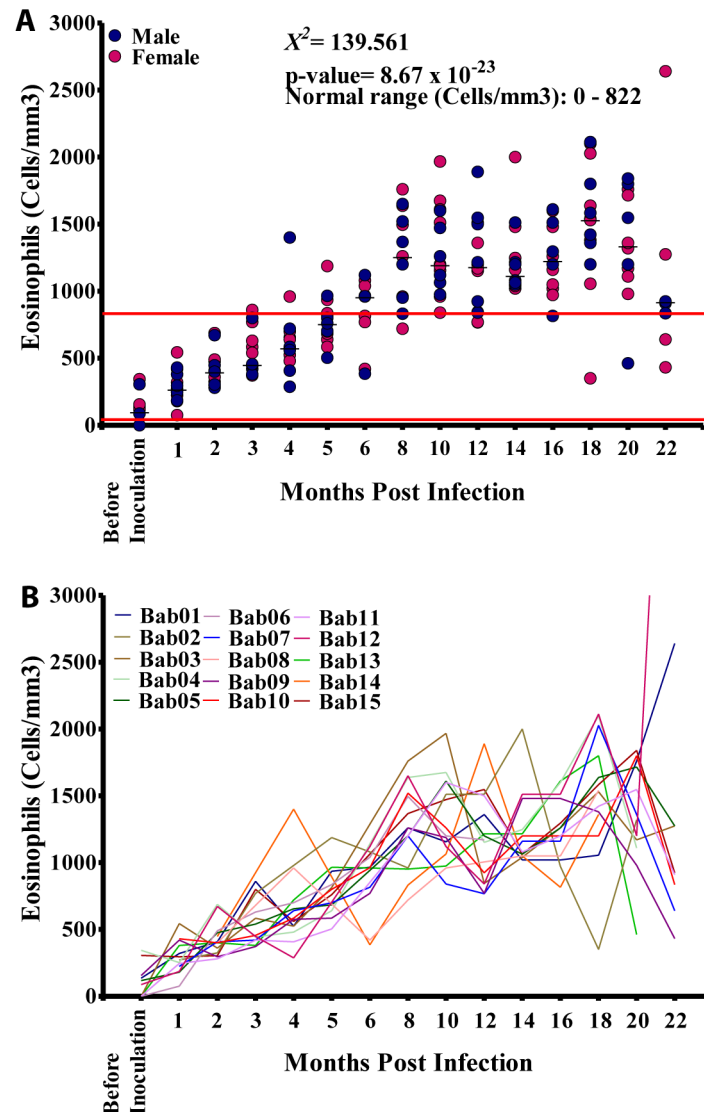 A
3000
2500
2000
1500
1000
500
0
Eosinophils (Cells/mm3)
Male
Female
X²= 139.561
p-value= 8.67 x 10⁻²³
Normal range (Cells/mm3): 0 - 822
Before
Inoculation
1 2 3 4 5 6 8 10 12 14 16 18 20 22
Months Post Infection
B
3000
2500
2000
1500
1000
500
0
Eosinophils (Cells/mm3)
Bab01 Bab06 Bab11
Bab02 Bab07 Bab12
Bab03 Bab08 Bab13
Bab04 Bab09 Bab14
Bab05 Bab10 Bab15
Before
Inoculation
1 2 3 4 5 6 8 10 12 14 16 18 20 22
Months Post Infection